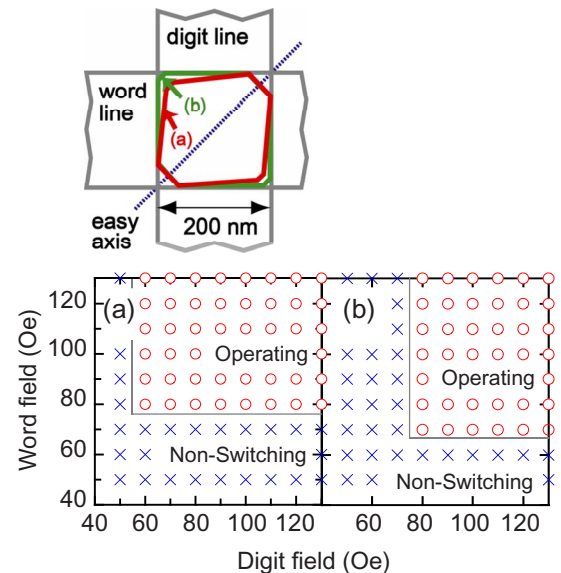 digit line
word
line
(b)
(a)
easy
axis
200 nm
Word field (Oe)
120
100
80
60
40
(a)
Operating
Non-Switching
(b)
Operating
Non-Switching
40 60 80 100 120 60 80 100 120
Digit field (Oe)